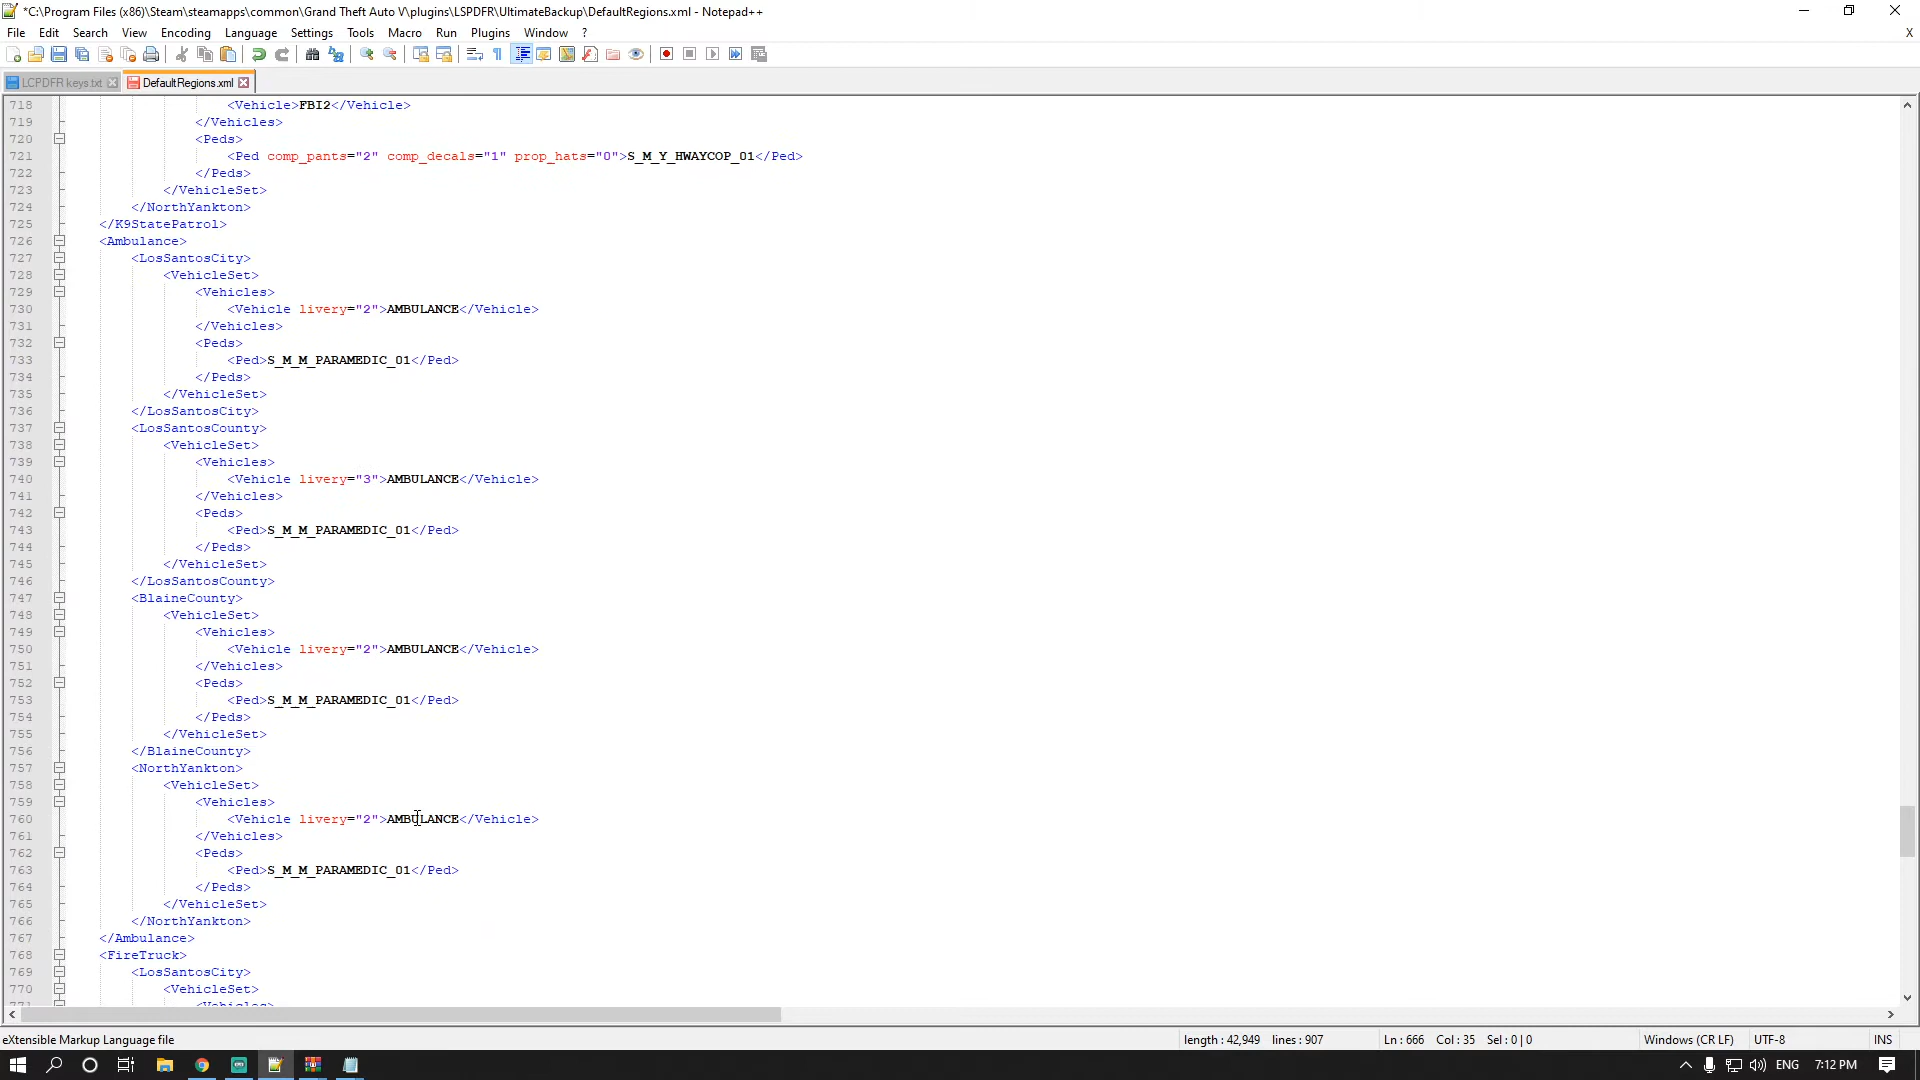 *C:\Program Files (x86)\Steam\steamapps\common\Grand Theft Auto V\plugins\LSPDFR\UltimateBackup\DefaultRegions.xml - Notepad++
File Edit Search View Encoding Language Settings Tools Macro Run Plugins Window ? X
LCPDFR keys.txt DefaultRegions.xml
718 <Vehicle>FBI2</Vehicle>
719 </Vehicles>
720 <Peds>
721 <Ped comp_pants="2" comp_decals="1" prop_hats="0">S_M_Y_HWAYCOP_01</Ped>
722 </Peds>
723 </VehicleSet>
724 </NorthYankton>
725 </K9StatePatrol>
726 <Ambulance>
727 <LosSantosCity>
728 <VehicleSet>
729 <Vehicles>
730 <Vehicle livery="2">AMBULANCE</Vehicle>
731 </Vehicles>
732 <Peds>
733 <Ped>S_M_M_PARAMEDIC_01</Ped>
734 </Peds>
735 </VehicleSet>
736 </LosSantosCity>
737 <LosSantosCounty>
738 <VehicleSet>
739 <Vehicles>
740 <Vehicle livery="3">AMBULANCE</Vehicle>
741 </Vehicles>
742 <Peds>
743 <Ped>S_M_M_PARAMEDIC_01</Ped>
744 </Peds>
745 </VehicleSet>
746 </LosSantosCounty>
747 <BlaineCounty>
748 <VehicleSet>
749 <Vehicles>
750 <Vehicle livery="2">AMBULANCE</Vehicle>
751 </Vehicles>
752 <Peds>
753 <Ped>S_M_M_PARAMEDIC_01</Ped>
754 </Peds>
755 </VehicleSet>
756 </BlaineCounty>
757 <NorthYankton>
758 <VehicleSet>
759 <Vehicles>
760 <Vehicle livery="2">AMBULANCE</Vehicle>
761 </Vehicles>
762 <Peds>
763 <Ped>S_M_M_PARAMEDIC_01</Ped>
764 </Peds>
765 </VehicleSet>
766 </NorthYankton>
767 </Ambulance>
768 <FireTruck>
769 <LosSantosCity>
770 <VehicleSet>
771 <Vehicles>
eXtensible Markup Language file length : 42,949 lines : 907 Ln : 666 Col : 35 Sel : 0 | 0 Windows (CR LF) UTF-8 INS
ENG 7:12 PM